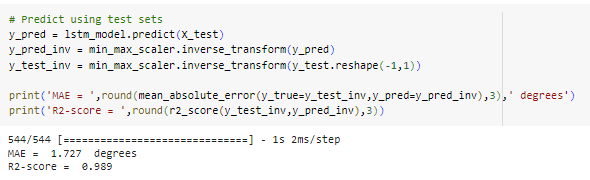 # Predict using test sets
y_pred = lstm_model.predict(X_test)
y_pred_inv = min_max_scaler.inverse_transform(y_pred)
y_test_inv = min_max_scaler.inverse_transform(y_test.reshape(-1,1))
print('MAE = ',round(mean_absolute_error(y_true=y_test_inv,y_pred=y_pred_inv),3),' degrees')
print('R2-score = ',round(r2_score(y_test_inv,y_pred_inv),3))
544/544 [==============================] - 1s 2ms/step
MAE =  1.727  degrees
R2-score =  0.989